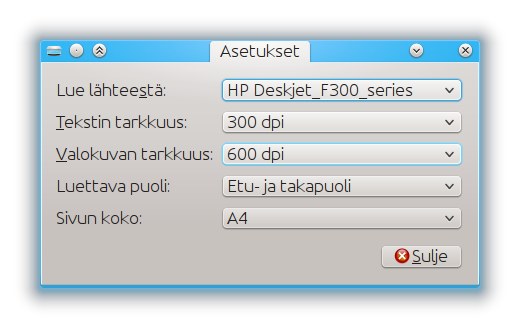 Asetukset
Lue lähteestä: HP Deskjet_F300_series
Tekstin tarkkuus: 300 dpi
Valokuvan tarkkuus: 600 dpi
Luettava puoli: Etu- ja takapuoli
Sivun koko: A4
Sulje